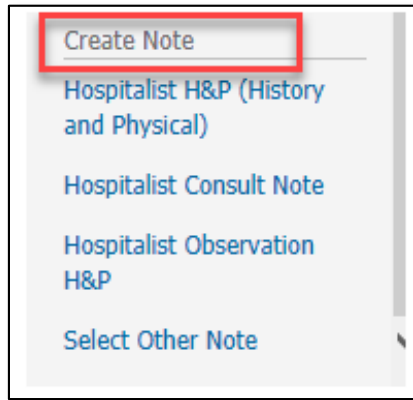 Create Note
Hospitalist H&P (History
and Physical)
Hospitalist Consult Note
Hospitalist Observation
H&P
Select Other Note